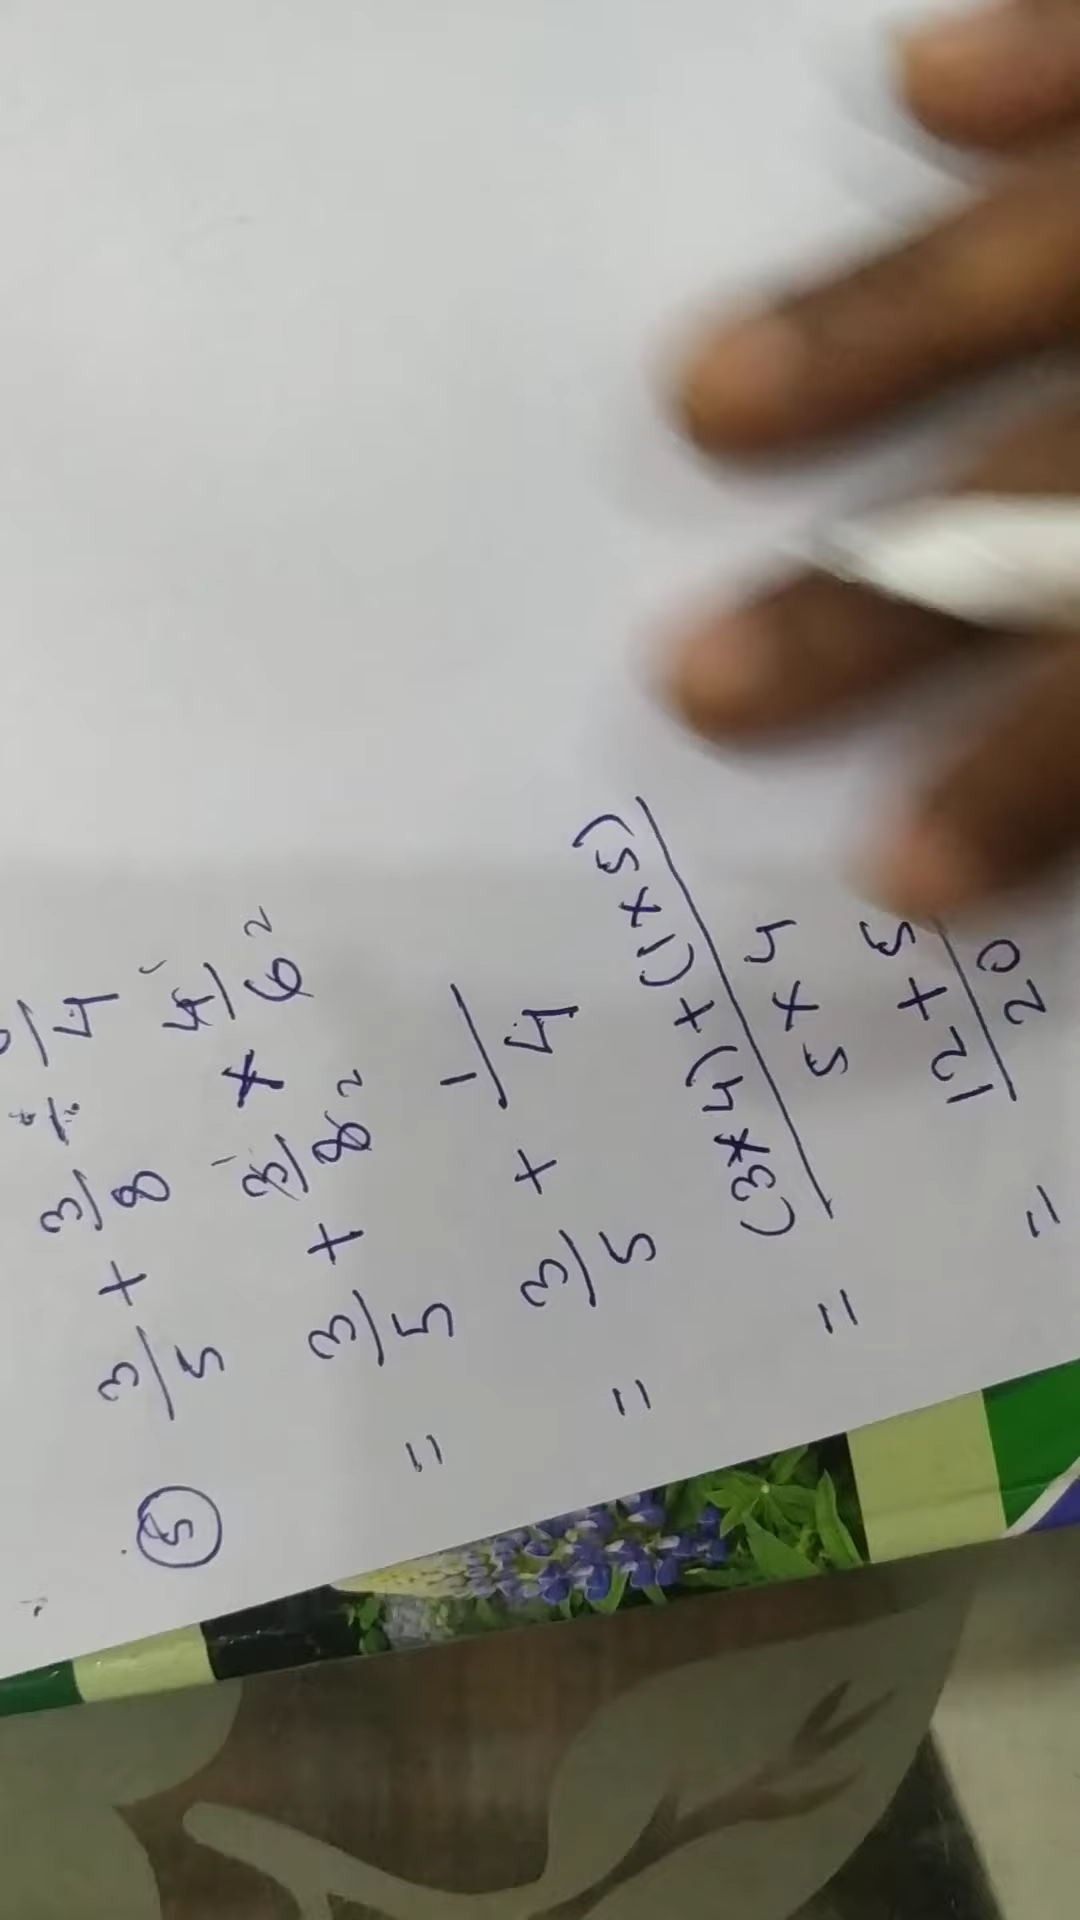 (5) 3/5 + 3/8 ÷ /4
= 3/5 + 3/8 × 4/6
= 3/5 + 1/4
= (3×4) + (1×5) / 5 × 4
= 12 + 5 / 20